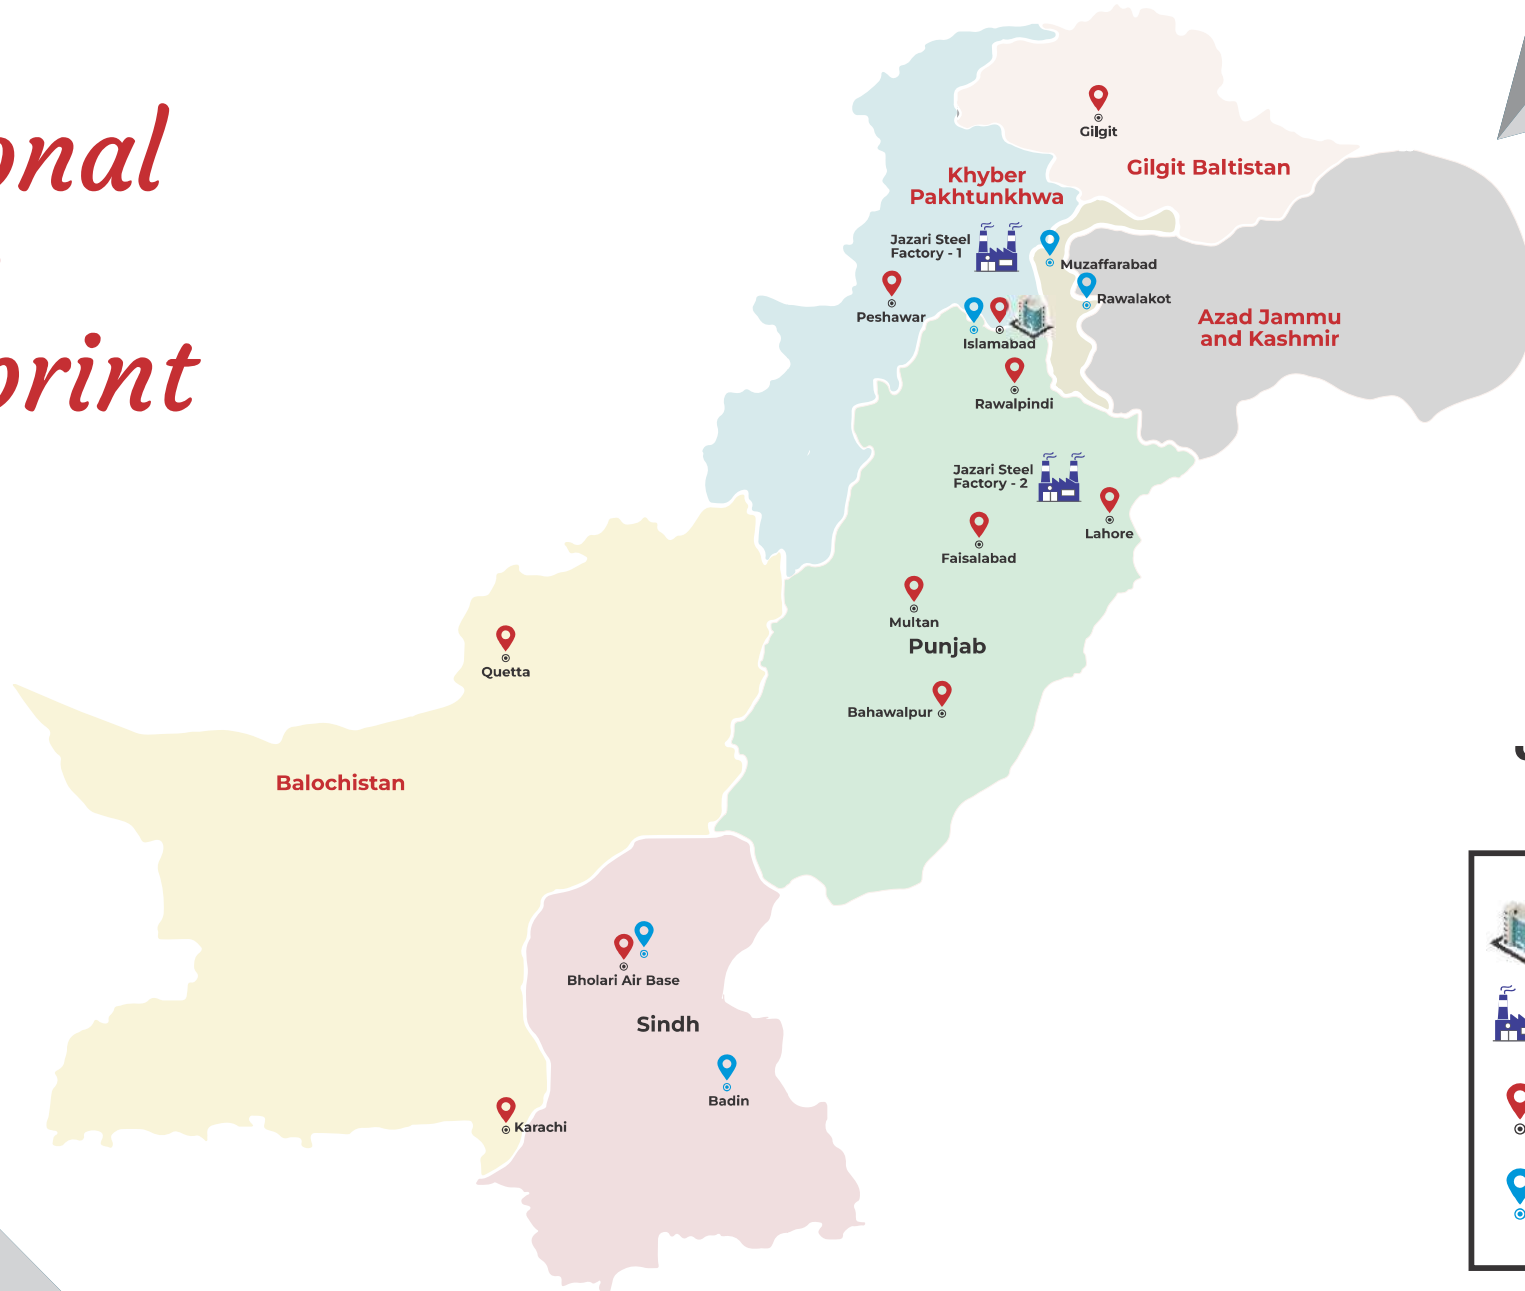 onal
print
Gilgit
Gilgit Baltistan
Khyber
Pakhtunkhwa
Jazari Steel
Factory - 1
Muzaffarabad
Rawalakot
Peshawar
Azad Jammu
and Kashmir
Islamabad
Rawalpindi
Jazari Steel
Factory - 2
Lahore
Faisalabad
Multan
Punjab
Quetta
Bahawalpur
Balochistan
Bholari Air Base
Sindh
Badin
Karachi